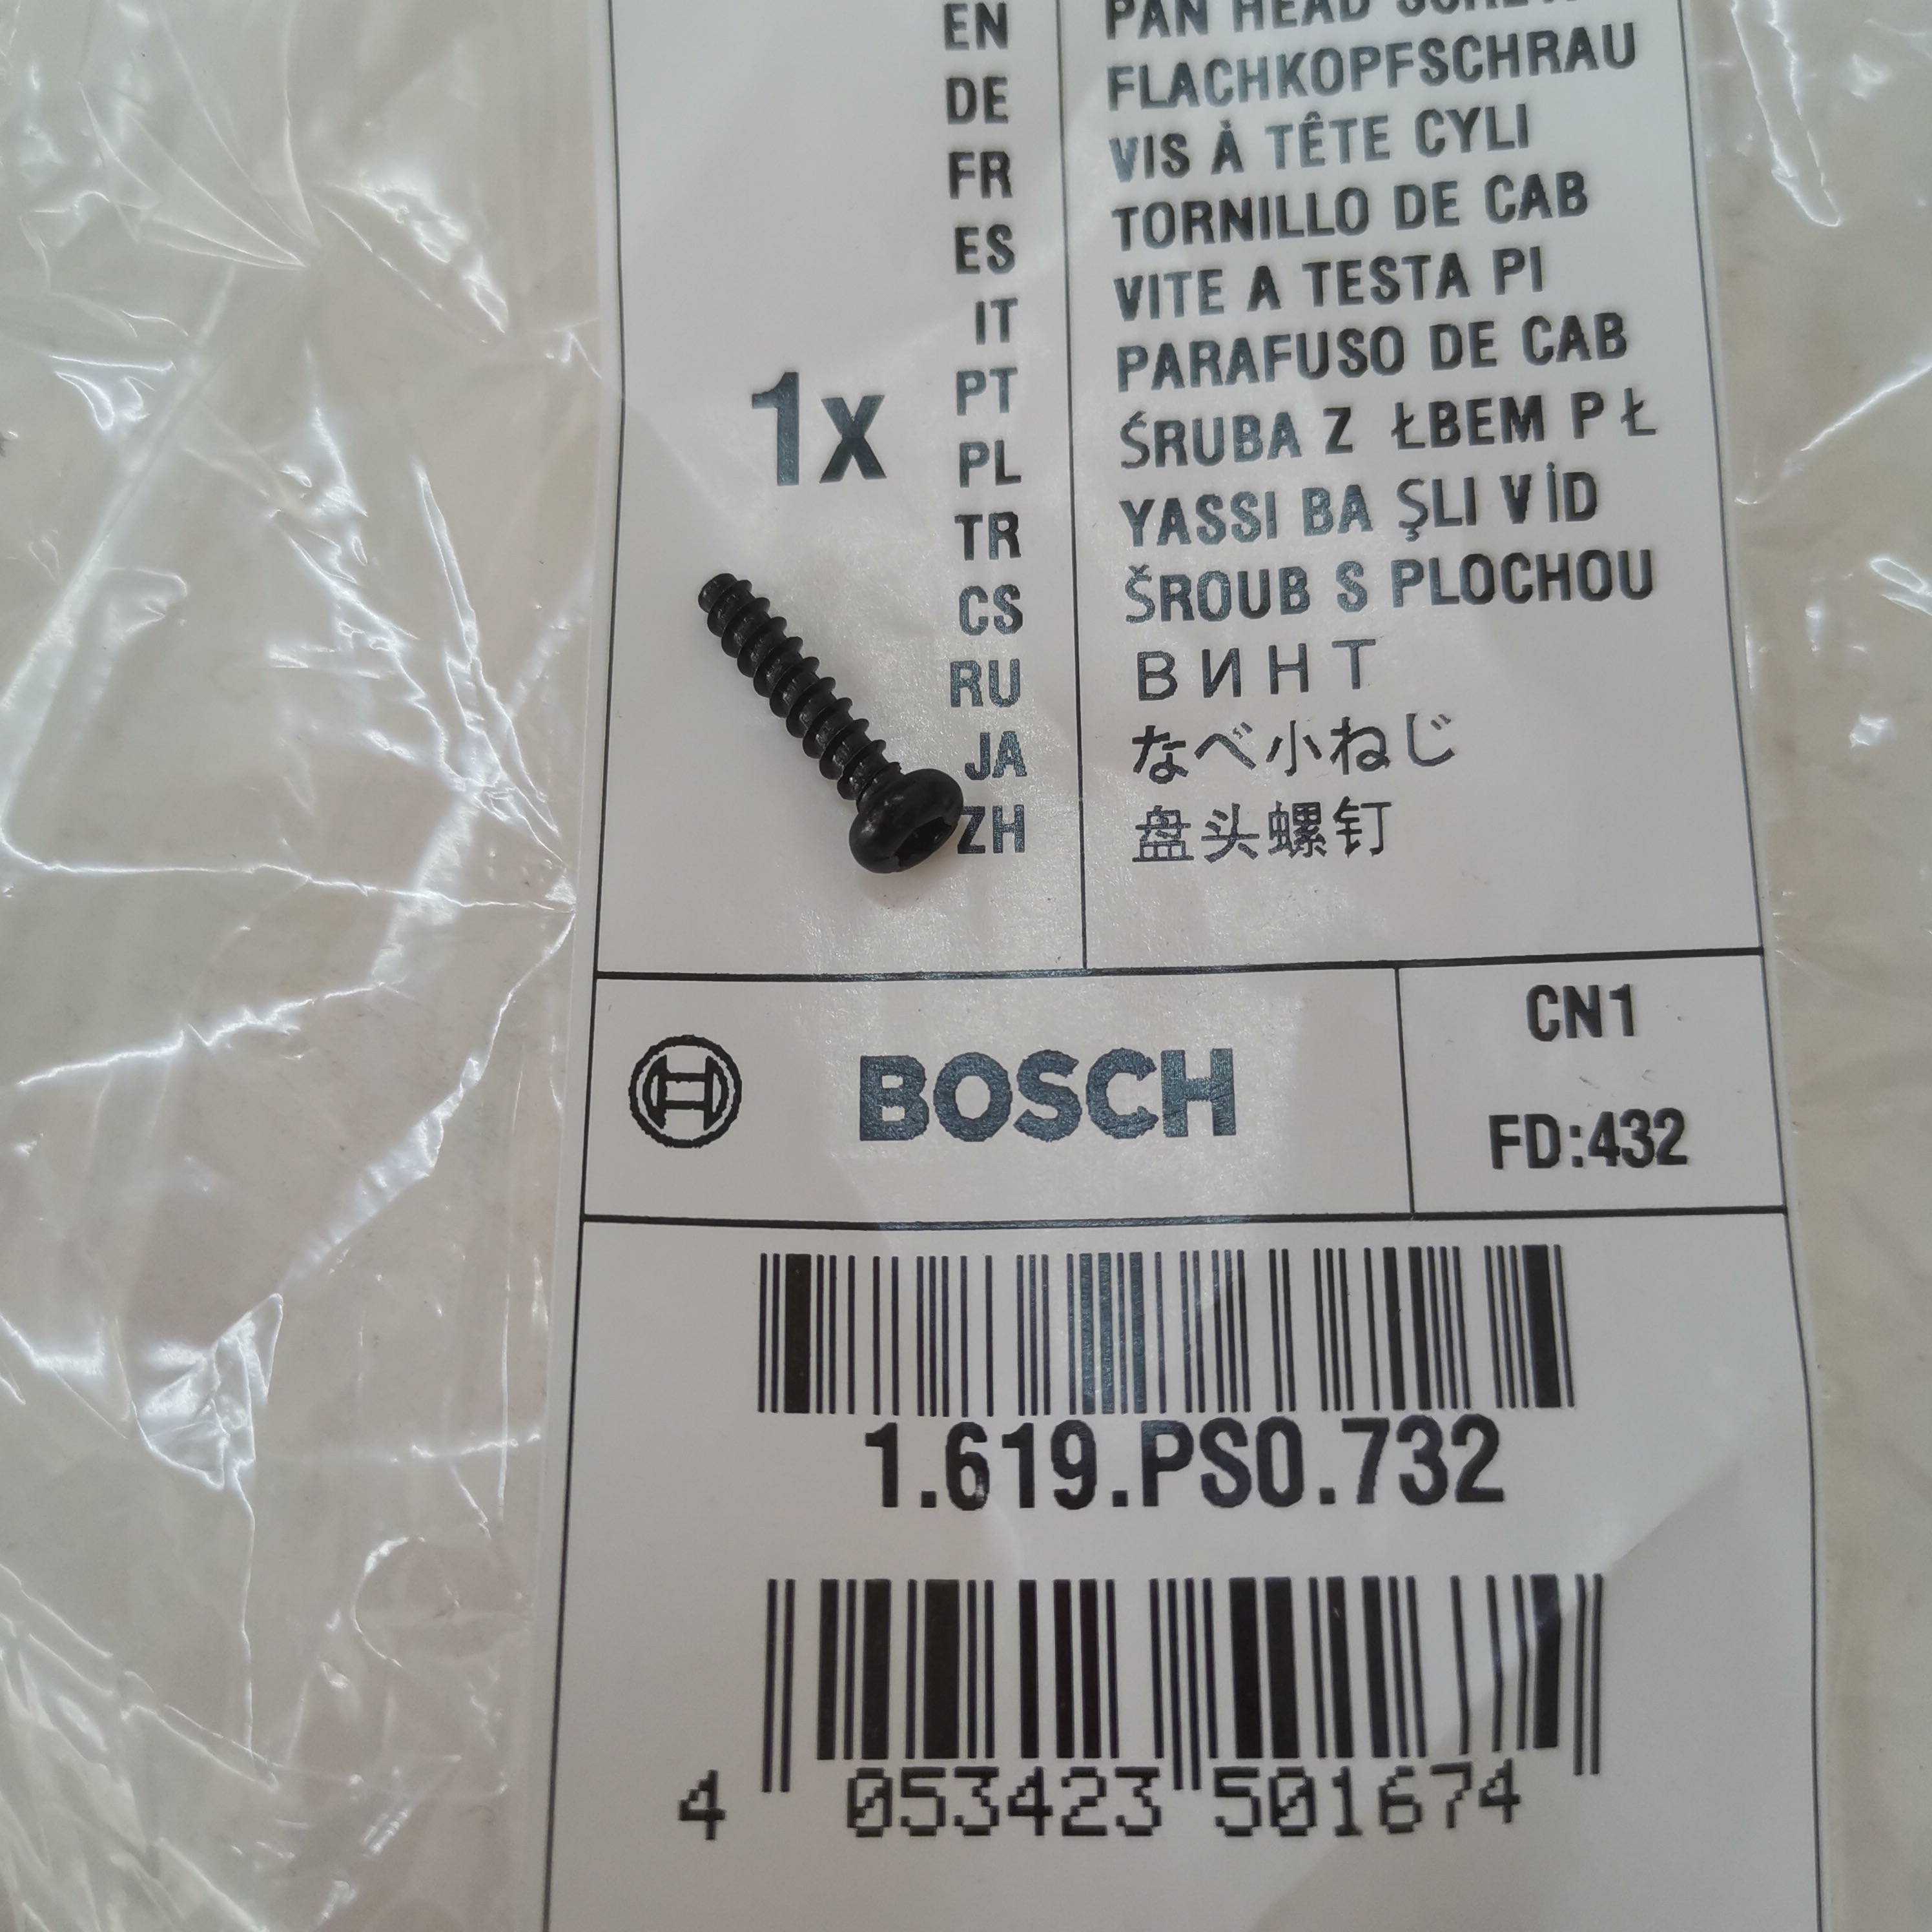 EN PAN HEAD SCREW
DE FLACHKOPFSCHRAU
FR VIS À TÊTE CYLI
ES TORNILLO DE CAB
IT VITE A TESTA PI
PT PARAFUSO DE CAB
1x
PL ŚRUBA Z ŁBEM PŁ
TR YASSI BAŞLI VİD
CS ŠROUB S PLOCHOU
RU ВИНТ
JA なべ小ねじ
ZH 盘头螺钉
BOSCH
CN1
FD:432
1.619.PS0.732
4 053423 501674